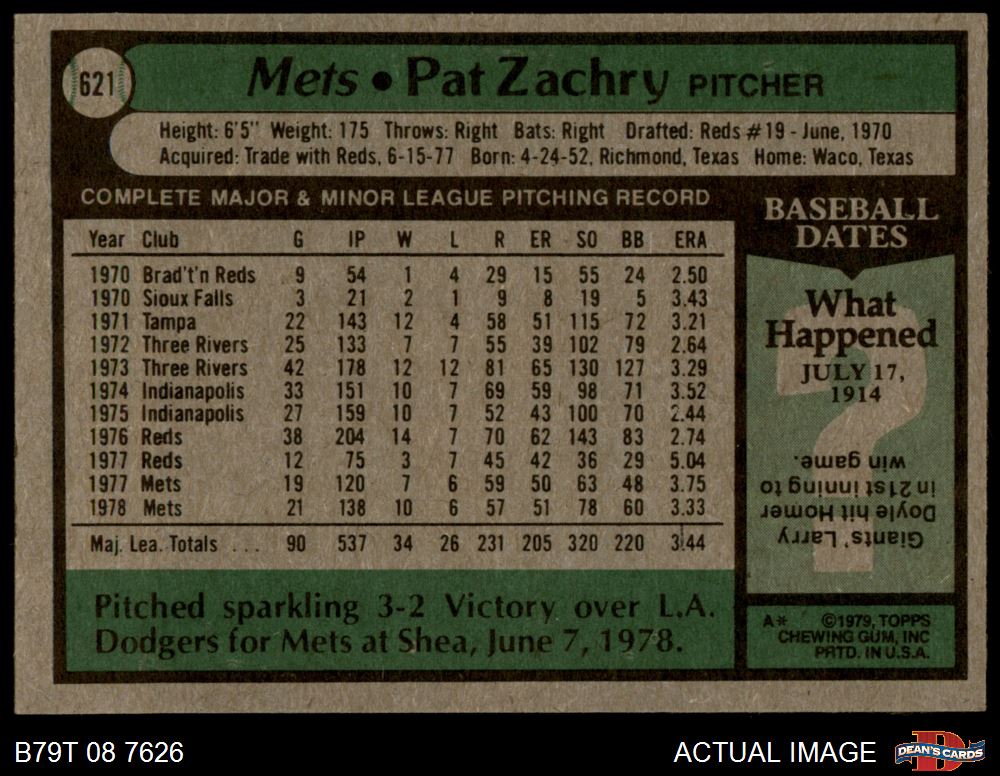 621
Mets • Pat Zachry PITCHER
Height: 6'5" Weight: 175 Throws: Right Bats: Right Drafted: Reds #19 - June, 1970
Acquired: Trade with Reds, 6-15-77 Born: 4-24-52, Richmond, Texas Home: Waco, Texas
COMPLETE MAJOR & MINOR LEAGUE PITCHING RECORD
Year Club G IP W L R ER SO BB ERA
1970 Brad't'n Reds 9 54 1 4 29 15 55 24 2.50
1970 Sioux Falls 3 21 2 1 9 8 19 5 3.43
1971 Tampa 22 143 12 4 58 51 115 72 3.21
1972 Three Rivers 25 133 7 7 55 39 102 79 2.64
1973 Three Rivers 42 178 12 12 81 65 130 127 3.29
1974 Indianapolis 33 151 10 7 69 59 98 71 3.52
1975 Indianapolis 27 159 10 7 52 43 100 70 2.44
1976 Reds 38 204 14 7 70 62 143 83 2.74
1977 Reds 12 75 3 7 45 42 36 29 5.04
1977 Mets 19 120 7 6 59 50 63 48 3.75
1978 Mets 21 138 10 6 57 51 78 60 3.33
Maj. Lea. Totals ... 90 537 34 26 231 205 320 220 3.44
Pitched sparkling 3-2 Victory over L.A.
Dodgers for Mets at Shea, June 7, 1978.
BASEBALL
DATES
What
Happened
JULY 17,
1914
?
Giants' Larry
Doyle hit Homer
in 21st inning to
win game.
A* ©1979, TOPPS
CHEWING GUM, INC
PRTD. IN U.S.A.
B79T 08 7626
ACTUAL IMAGE
D
DEAN'S CARDS